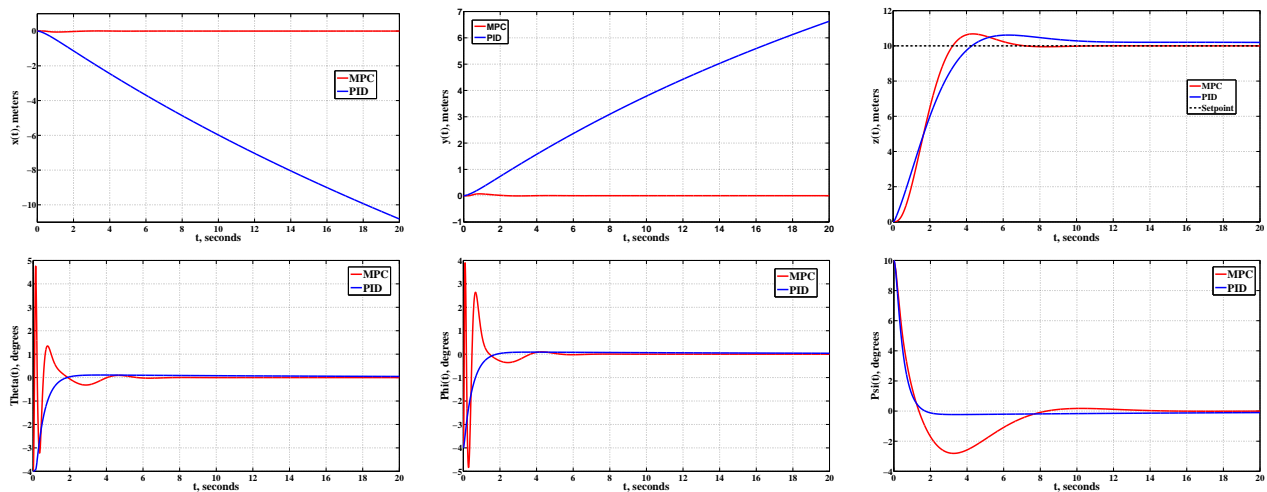 0
−2
−4
−6
−8
−10
x(t), meters
0 2 4 6 8 10 12 14 16 18 20
t, seconds
MPC
PID
7
6
5
4
3
2
1
0
−1
y(t), meters
0 2 4 6 8 10 12 14 16 18 20
t, seconds
MPC
PID
12
10
8
6
4
2
0
z(t), meters
0 2 4 6 8 10 12 14 16 18 20
t, seconds
MPC
PID
Setpoint
5
4
3
2
1
0
−1
−2
−3
−4
Theta(t), degrees
0 2 4 6 8 10 12 14 16 18 20
t, seconds
MPC
PID
4
3
2
1
0
−1
−2
−3
−4
−5
Phi(t), degrees
0 2 4 6 8 10 12 14 16 18 20
t, seconds
MPC
PID
10
8
6
4
2
0
−2
−4
Psi(t), degrees
0 2 4 6 8 10 12 14 16 18 20
t, seconds
MPC
PID